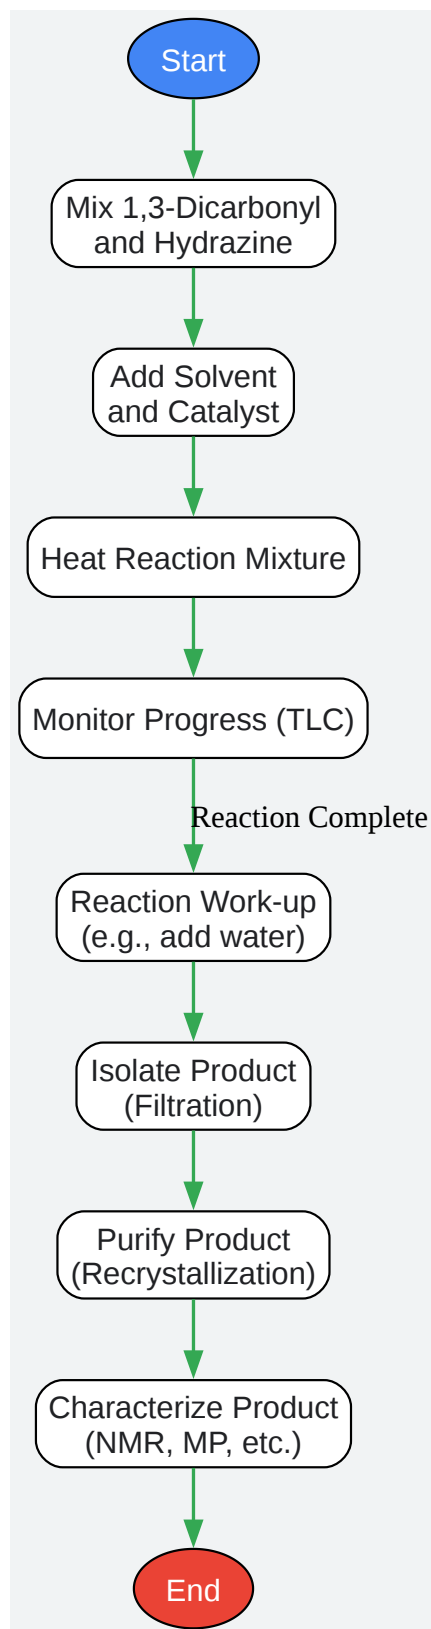 Start
Mix 1,3-Dicarbonyl
and Hydrazine
Add Solvent
and Catalyst
Heat Reaction Mixture
Monitor Progress (TLC)
Reaction Complete
Reaction Work-up
(e.g., add water)
Isolate Product
(Filtration)
Purify Product
(Recrystallization)
Characterize Product
(NMR, MP, etc.)
End